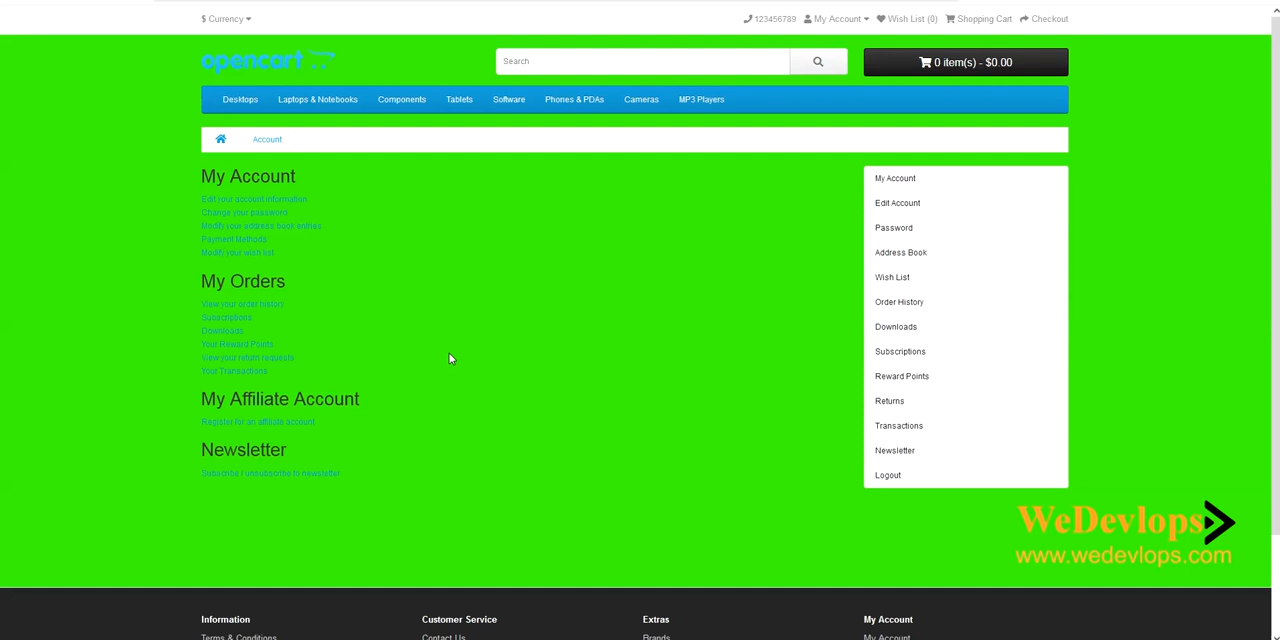 $ Currency
123456789 My Account Wish List (0) Shopping Cart Checkout
opencart
Search
0 item(s) - $0.00
Desktops Laptops & Notebooks Components Tablets Software Phones & PDAs Cameras MP3 Players
Account
My Account
Edit your account information
Change your password
Modify your address book entries
Payment Methods
Modify your wish list
My Orders
View your order history
Subscriptions
Downloads
Your Reward Points
View your return requests
Your Transactions
My Affiliate Account
Register for an affiliate account
Newsletter
Subscribe / unsubscribe to newsletter
My Account
Edit Account
Password
Address Book
Wish List
Order History
Downloads
Subscriptions
Reward Points
Returns
Transactions
Newsletter
Logout
WeDevlops
www.wedevlops.com
Information Customer Service Extras My Account
Terms & Conditions Contact Us Brands My Account